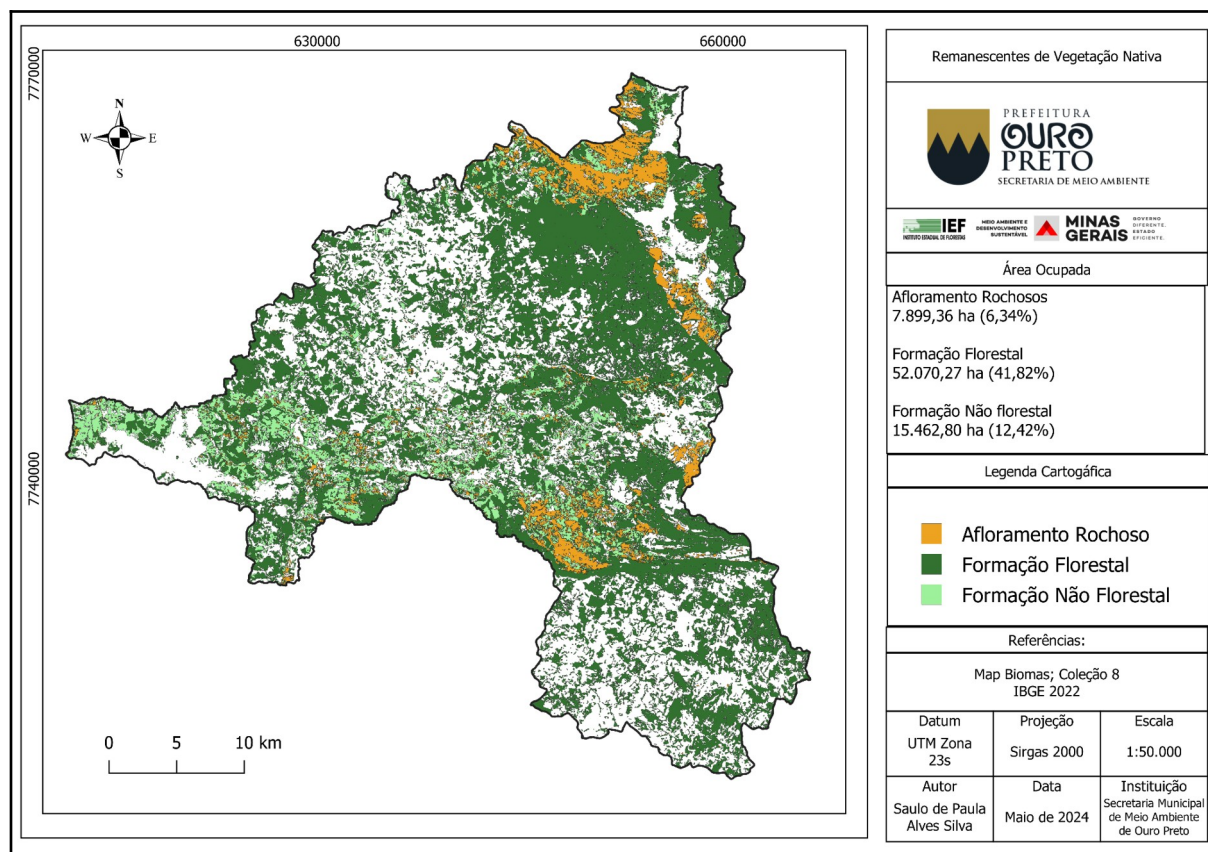 630000
660000
7770000
7740000
N
W
E
S
0 5 10 km
Remanescentes de Vegetação Nativa
PREFEITURA
OURO
PRETO
SECRETARIA DE MEIO AMBIENTE
IEF
INSTITUTO ESTADUAL DE FLORESTAS
MEIO AMBIENTE E
DESENVOLVIMENTO
SUSTENTÁVEL
MINAS
GERAIS
GOVERNO
DIFERENTE.
ESTADO
EFICIENTE.
Área Ocupada
Afloramento Rochosos
7.899,36 ha (6,34%)
Formação Florestal
52.070,27 ha (41,82%)
Formação Não florestal
15.462,80 ha (12,42%)
Legenda Cartogáfica
Afloramento Rochoso
Formação Florestal
Formação Não Florestal
Referências:
Map Biomas; Coleção 8
IBGE 2022
Datum
UTM Zona
23s
Projeção
Sirgas 2000
Escala
1:50.000
Autor
Saulo de Paula
Alves Silva
Data
Maio de 2024
Instituição
Secretaria Municipal
de Meio Ambiente
de Ouro Preto